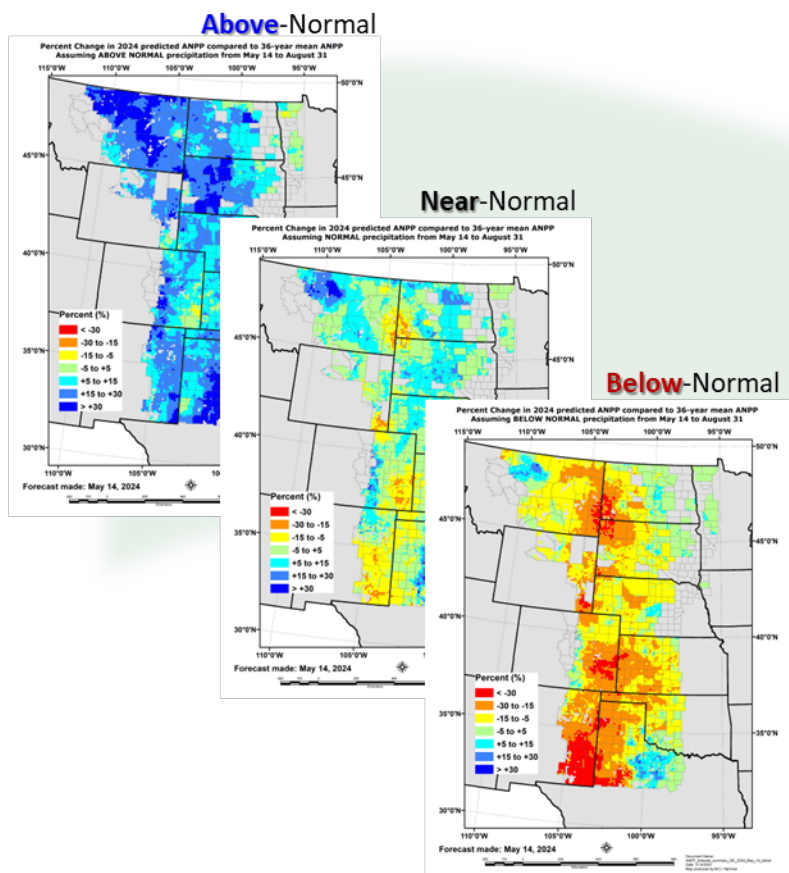 Above-Normal
Percent Change in 2024 predicted ANPP compared to 36-year mean ANPP
Assuming ABOVE NORMAL precipitation from May 14 to August 31
115°0'W 110°0'W 105°0'W 100°0'W 95°0'W
50°0'N
45°0'N
45°0'N
40°0'N
35°0'N
30°0'N
Percent (%)
< -30
-30 to -15
-15 to -5
-5 to +5
+5 to +15
+15 to +30
> +30
110°0'W 105°0'W
Forecast made: May 14, 2024
Near-Normal
Percent Change in 2024 predicted ANPP compared to 36-year mean ANPP
Assuming NORMAL precipitation from May 14 to August 31
115°0'W 110°0'W 105°0'W 100°0'W 95°0'W
50°0'N
45°0'N
45°0'N
40°0'N
35°0'N
30°0'N
Percent (%)
< -30
-30 to -15
-15 to -5
-5 to +5
+5 to +15
+15 to +30
> +30
110°0'W 105°0'W
Forecast made: May 14, 2024
Below-Normal
Percent Change in 2024 predicted ANPP compared to 36-year mean ANPP
Assuming BELOW NORMAL precipitation from May 14 to August 31
115°0'W 110°0'W 105°0'W 100°0'W 95°0'W
50°0'N
45°0'N
45°0'N
40°0'N
40°0'N
35°0'N
35°0'N
30°0'N
Percent (%)
< -30
-30 to -15
-15 to -5
-5 to +5
+5 to +15
+15 to +30
> +30
110°0'W 105°0'W 100°0'W 95°0'W
Forecast made: May 14, 2024